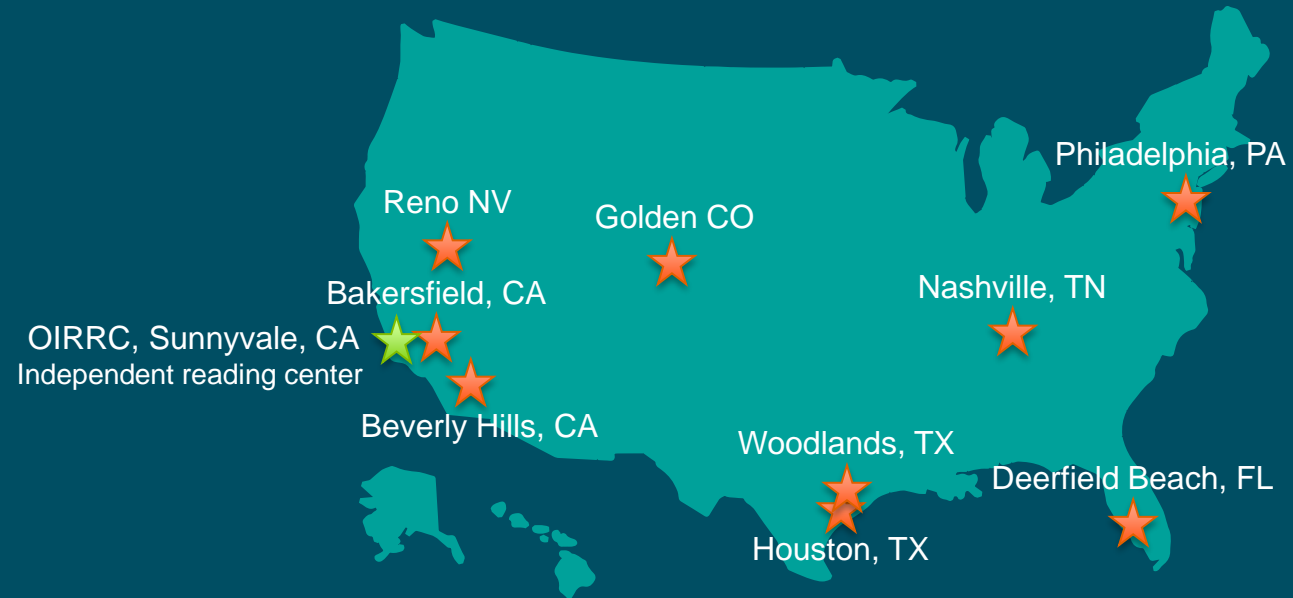 Philadelphia, PA
Reno NV
Golden CO
Nashville, TN
Bakersfield, CA
OIRRC, Sunnyvale, CA
Independent reading center
Beverly Hills, CA
Woodlands, TX
Deerfield Beach, FL
Houston, TX